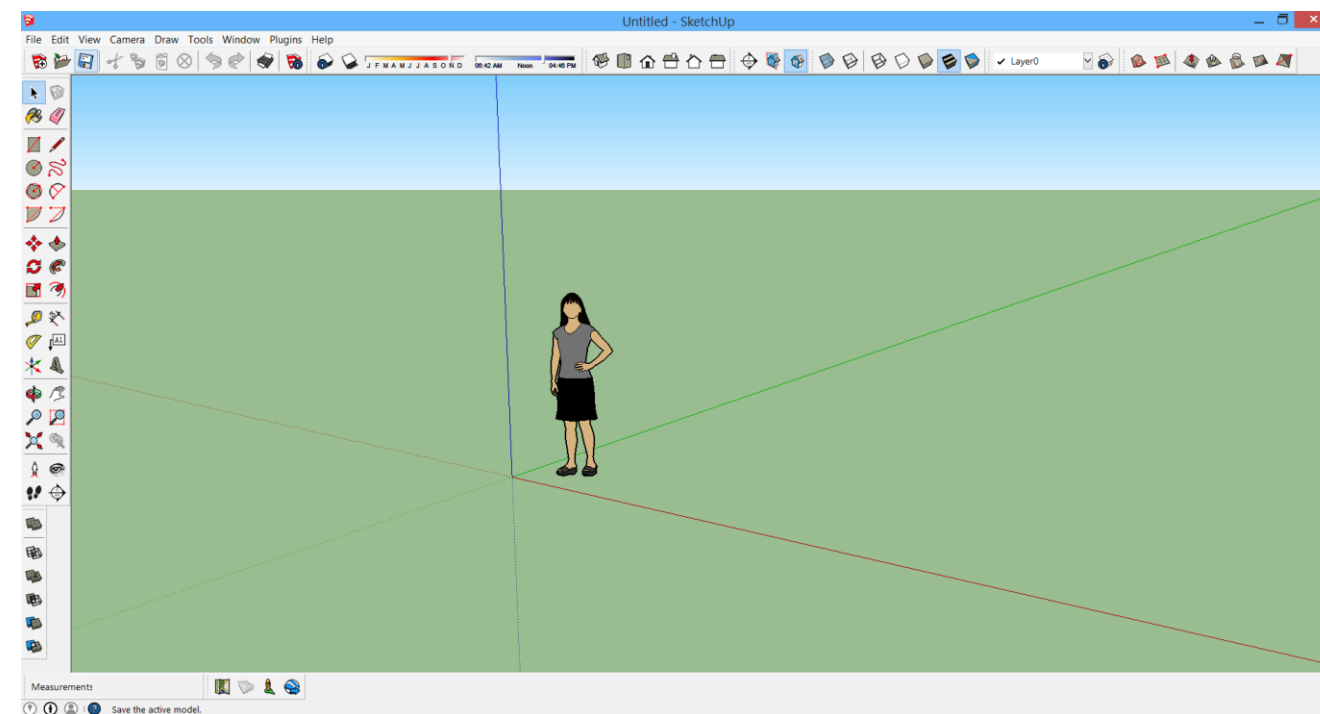 Untitled - SketchUp
File Edit View Camera Draw Tools Window Plugins Help
J F M A M J J A S O N D 06:42 AM Noon 04:46 PM Layer0
A1
Measurements
Save the active model.